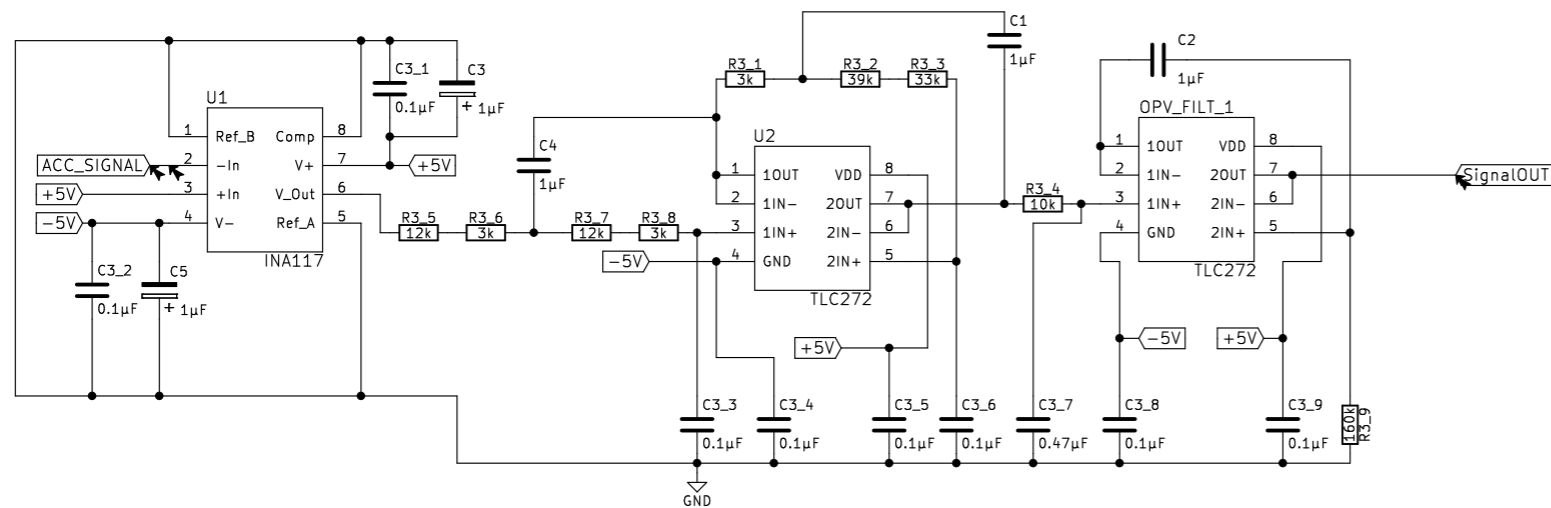 C1
1µF
C2
1µF
C3_1
0.1µF
C3
+ 1µF
R3_1
3k
R3_2
39k
R3_3
33k
U1
1 Ref_B Comp 8
2 -In V+ 7
3 +In V_Out 6
4 V- Ref_A 5
INA117
ACC_SIGNAL
+5V
-5V
+5V
C3_2
0.1µF
C5
+ 1µF
C4
1µF
R3_5
12k
R3_6
3k
R3_7
12k
R3_8
3k
U2
1 1OUT VDD 8
2 1IN- 2OUT 7
3 1IN+ 2IN- 6
4 GND 2IN+ 5
TLC272
-5V
+5V
R3_4
10k
OPV_FILT_1
1 1OUT VDD 8
2 1IN- 2OUT 7
3 1IN+ 2IN- 6
4 GND 2IN+ 5
TLC272
SignalOUT
-5V
+5V
C3_3
0.1µF
C3_4
0.1µF
C3_5
0.1µF
C3_6
0.1µF
C3_7
0.47µF
C3_8
0.1µF
C3_9
0.1µF
160k
R3_9
GND